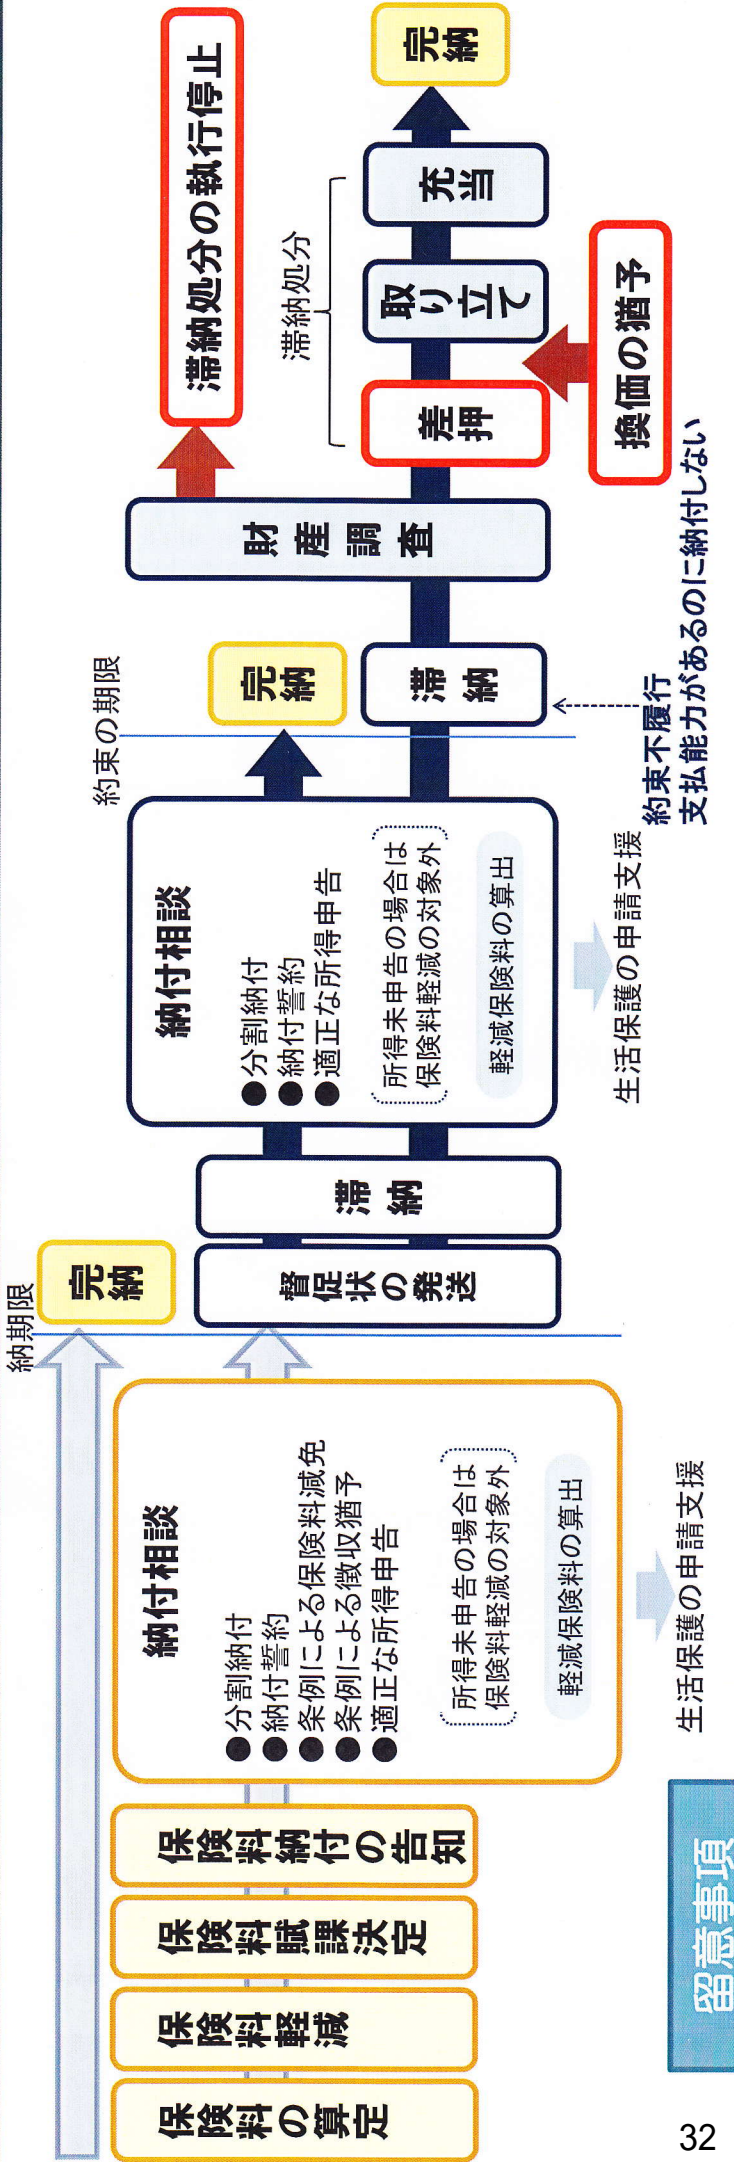 保険料の算定
保険料軽減
保険料賦課決定
保険料納付の告知
納付相談
●分割納付
●納付誓約
●条例による保険料減免
●条例による徴収猶予
●適正な所得申告
所得未申告の場合は
保険料軽減の対象外
軽減保険料の算出
生活保護の申請支援
納期限
完納
督促状の発送
滞納
納付相談
●分割納付
●納付誓約
●適正な所得申告
所得未申告の場合は
保険料軽減の対象外
軽減保険料の算出
生活保護の申請支援
約束の期限
完納
滞納
約束不履行
支払能力があるのに納付しない
財産調査
滞納処分の執行停止
滞納処分
差押
取り立て
充当
換価の猶予
完納
留意事項
32